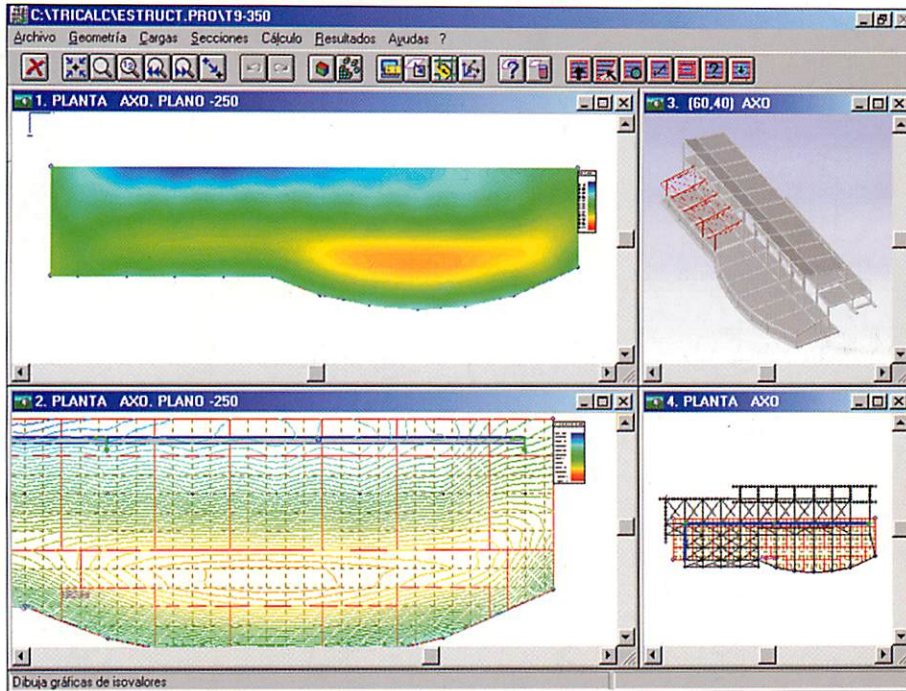 C:\TRICALC\ESTRUCT.PRO\T9-350
Archivo Geometría Cargas Secciones Cálculo Resultados Ayudas ?
1. PLANTA AXO. PLANO -250
3. (60,40) AXO
2. PLANTA AXO. PLANO -250
4. PLANTA AXO
Dibuja gráficas de isovalores